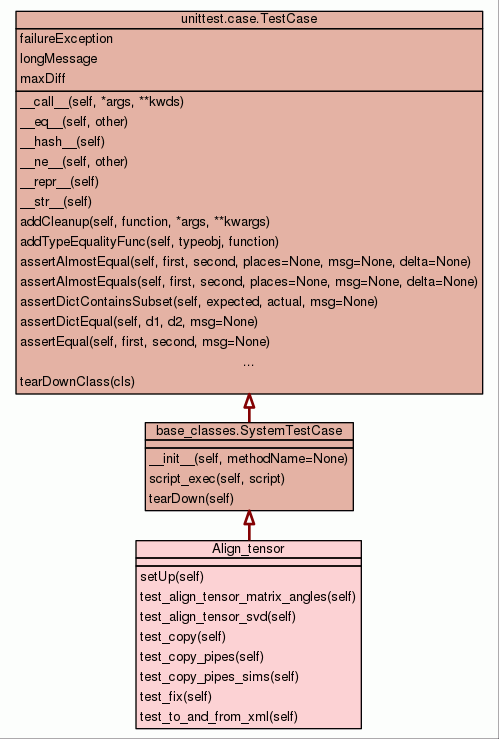 unittest.case.TestCase
failureException
longMessage
maxDiff
__call__(self, *args, **kwds)
__eq__(self, other)
__hash__(self)
__ne__(self, other)
__repr__(self)
__str__(self)
addCleanup(self, function, *args, **kwargs)
addTypeEqualityFunc(self, typeobj, function)
assertAlmostEqual(self, first, second, places=None, msg=None, delta=None)
assertAlmostEquals(self, first, second, places=None, msg=None, delta=None)
assertDictContainsSubset(self, expected, actual, msg=None)
assertDictEqual(self, d1, d2, msg=None)
assertEqual(self, first, second, msg=None)
...
tearDownClass(cls)
base_classes.SystemTestCase
__init__(self, methodName=None)
script_exec(self, script)
tearDown(self)
Align_tensor
setUp(self)
test_align_tensor_matrix_angles(self)
test_align_tensor_svd(self)
test_copy(self)
test_copy_pipes(self)
test_copy_pipes_sims(self)
test_fix(self)
test_to_and_from_xml(self)